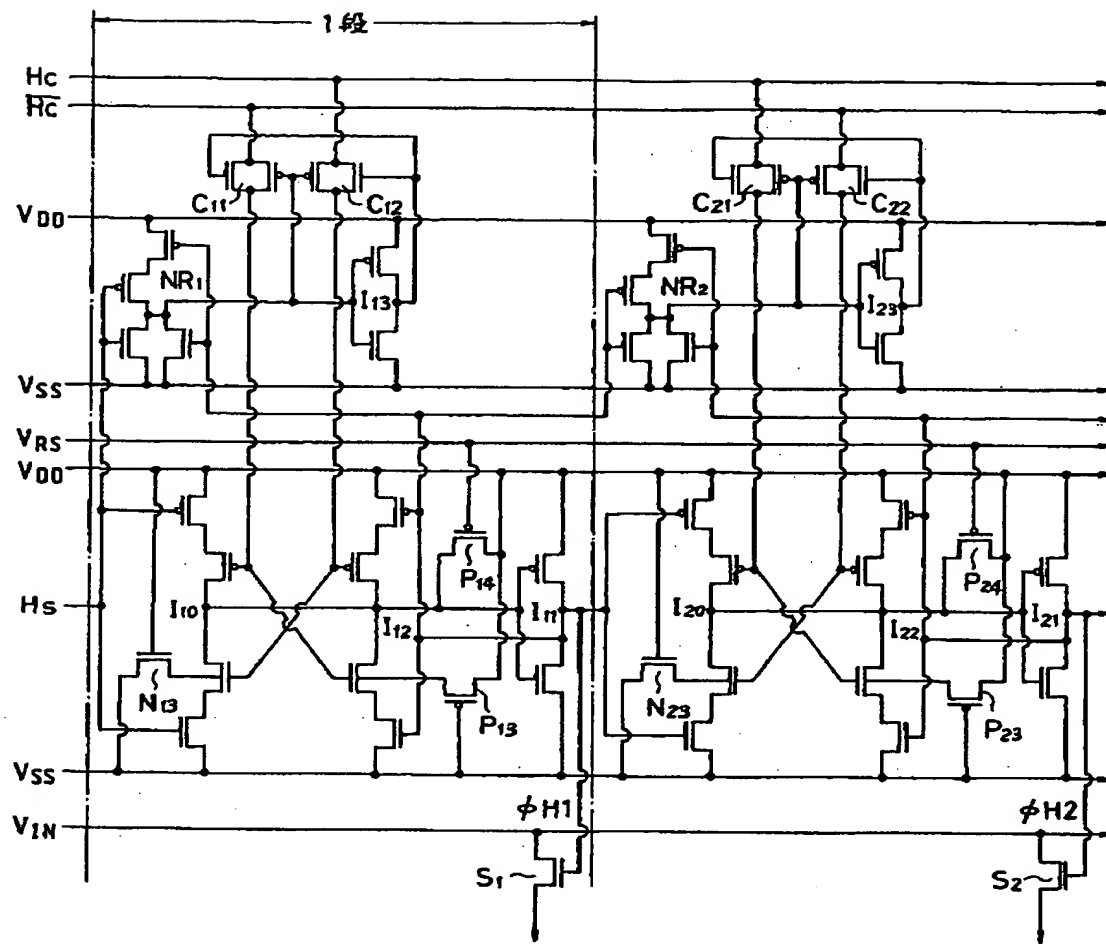 1段
Hc
H̅c̅
C11
C12
C21
C22
VDD
NR1
I13
NR2
I23
VSS
VRS
VDD
P14
P24
Hs
I10
I12
I11
I20
I22
I21
N13
P13
N23
P23
VSS
φH1
φH2
VIN
S1
S2